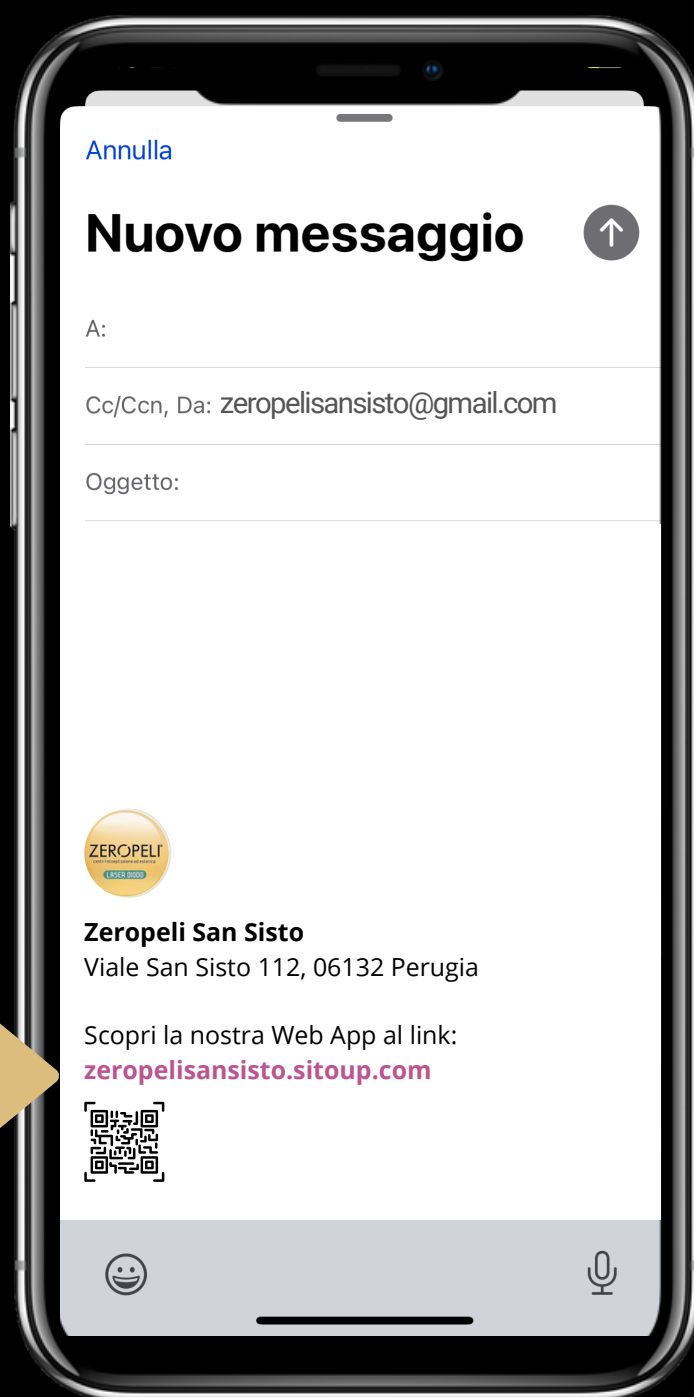 Annulla
Nuovo messaggio
A:
Cc/Ccn, Da: zeropelisansisto@gmail.com
Oggetto:
ZEROPELI
LASER DIODO
Zeropeli San Sisto
Viale San Sisto 112, 06132 Perugia
Scopri la nostra Web App al link:
zeropelisansisto.sitoup.com